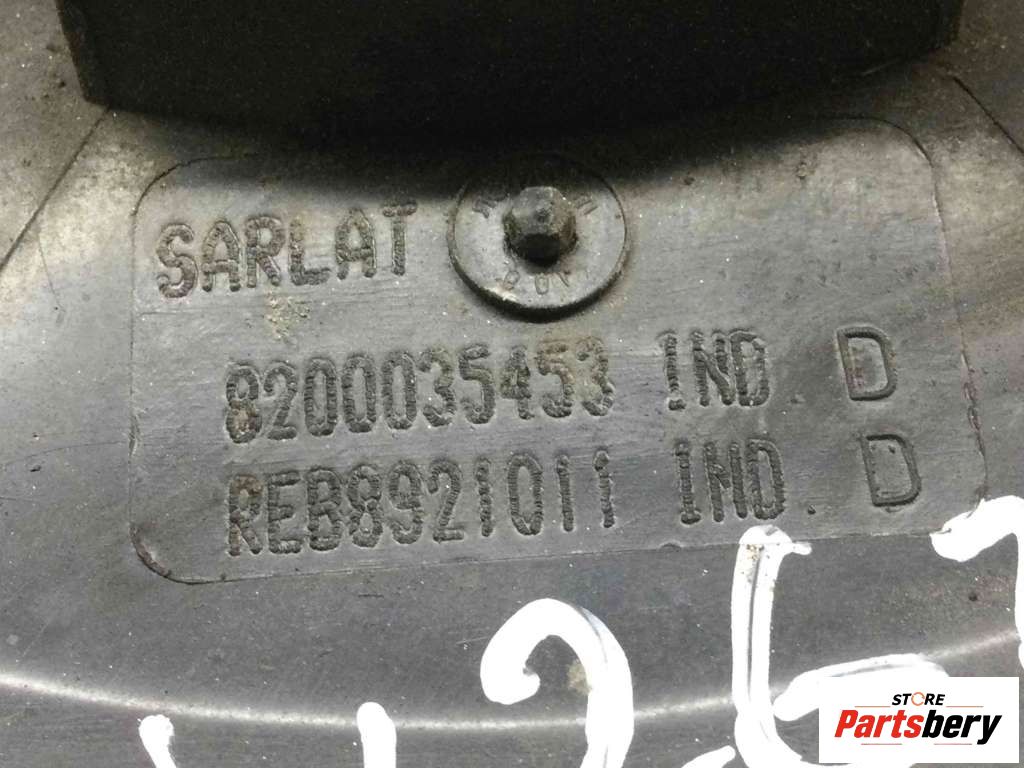 SARLAT
8200035453 IND. D
REB8921011 IND. D
STORE
Partsbery